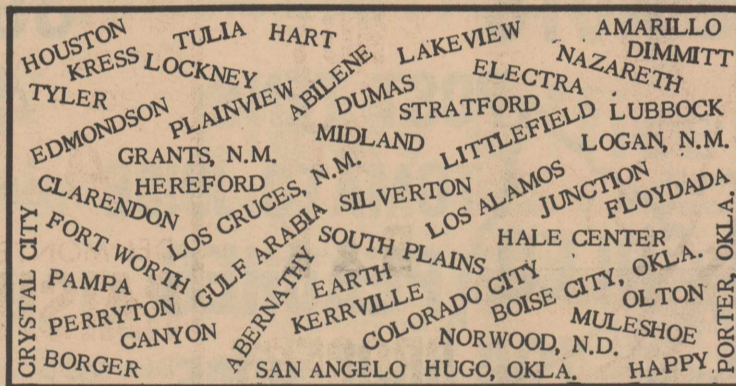 HOUSTON
TULIA
HART
LAKEVIEW
AMARILLO
DIMMITT
KRESS
LOCKNEY
ABILENE
NAZARETH
ELECTRA
TYLER
DUMAS
STRATFORD
LUBBOCK
PLAINVIEW
EDMONDSON
MIDLAND
LITTLEFIELD
LOGAN, N.M.
GRANTS, N.M.
HEREFORD
CLARENDON
LOS CRUCES, N.M.
SILVERTON
LOS ALAMOS
JUNCTION
FLOYDADA
CRYSTAL CITY
FORT WORTH
GULF ARABIA
SOUTH PLAINS
HALE CENTER
PAMPA
ABERNATHY
EARTH
COLORADO CITY
BOISE CITY, OKLA.
OLTON
PORTER, OKLA.
PERRYTON
KERRVILLE
MULESHOE
CANYON
NORWOOD, N.D.
BORGER
SAN ANGELO
HUGO, OKLA.
HAPPY